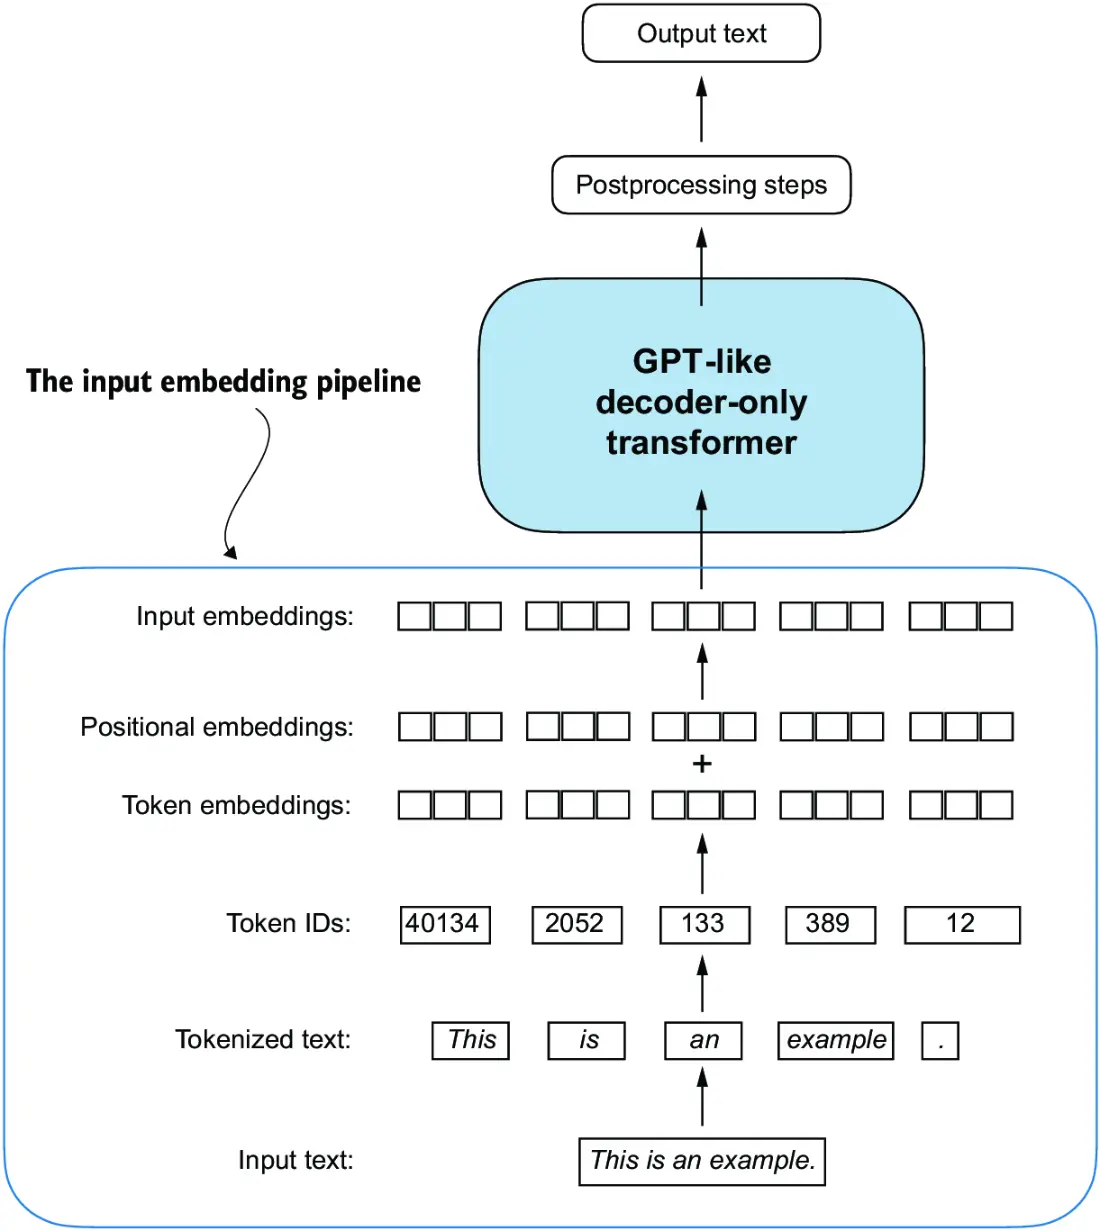 Output text
Postprocessing steps
GPT-like
decoder-only
transformer
The input embedding pipeline
Input embeddings:
Positional embeddings:
+
Token embeddings:
Token IDs: 40134 2052 133 389 12
Tokenized text: This is an example .
Input text: This is an example.